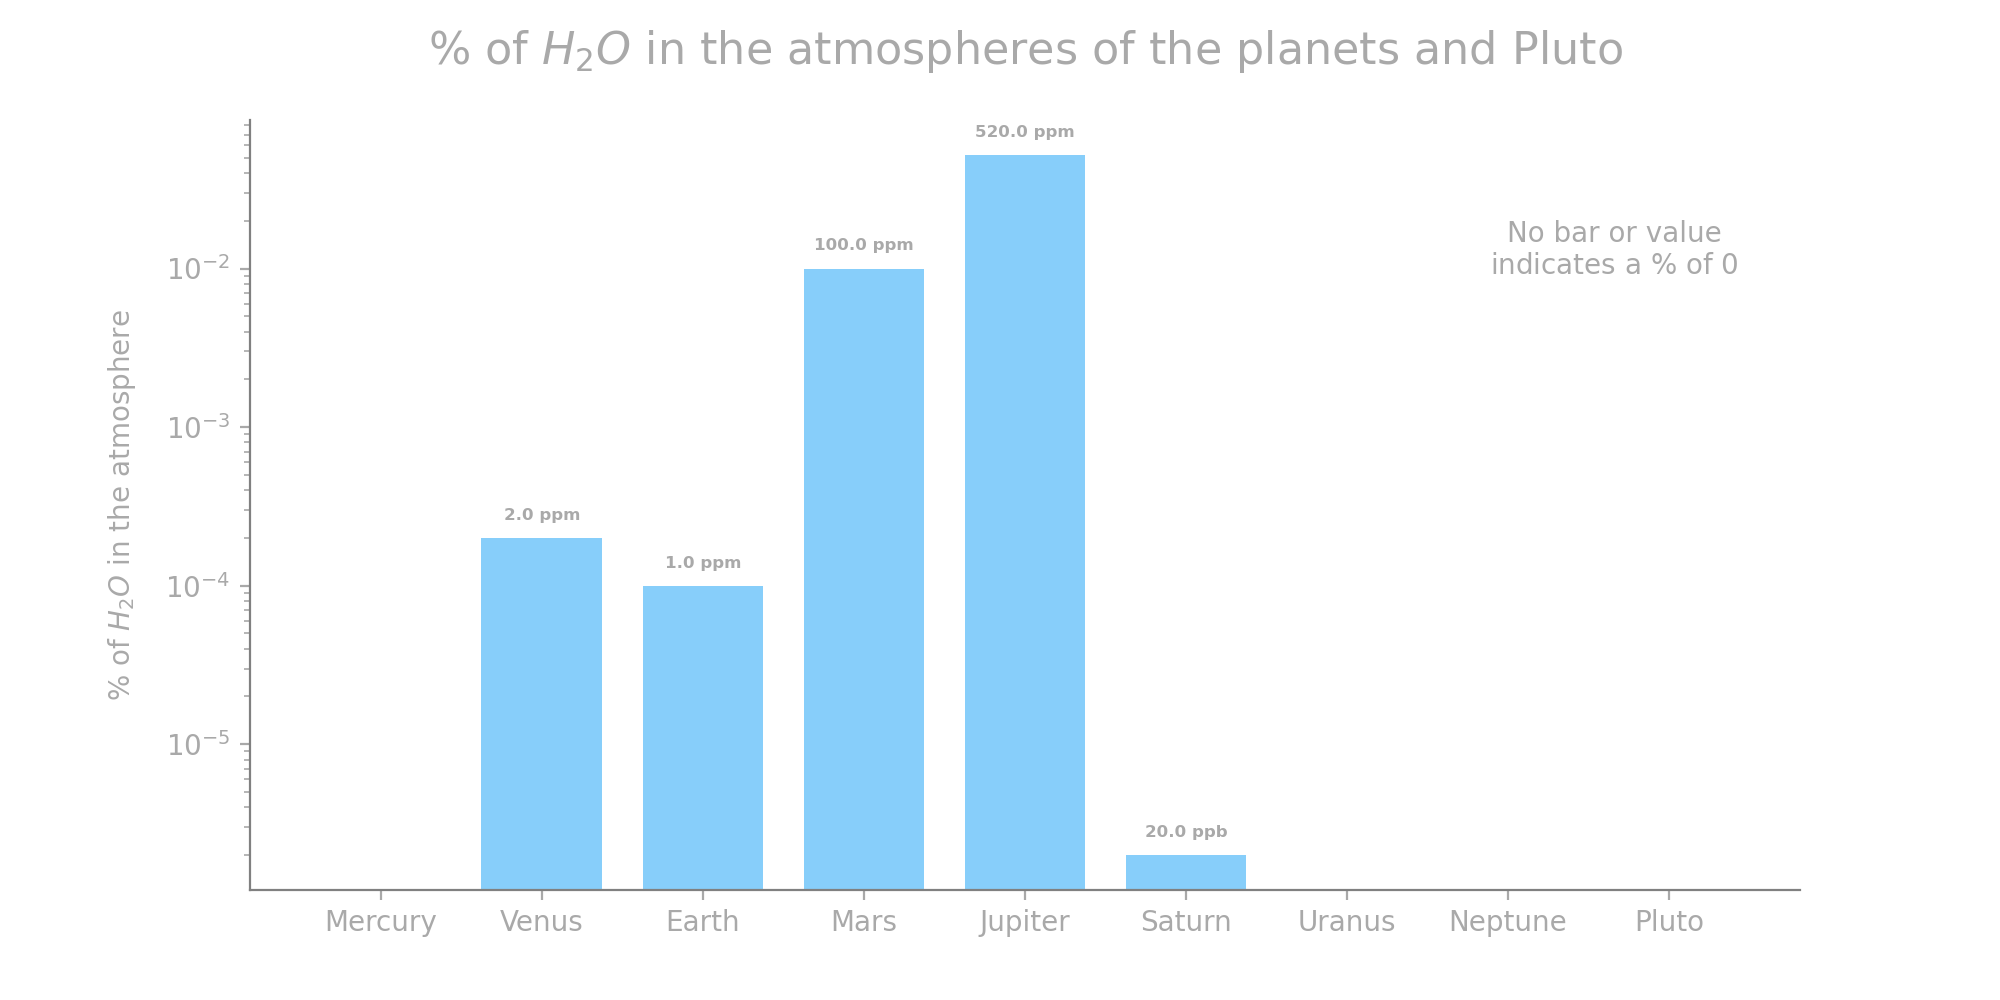 % of H₂O in the atmospheres of the planets and Pluto
520.0 ppm
100.0 ppm
No bar or value
indicates a % of 0
2.0 ppm
1.0 ppm
20.0 ppb
10⁻²
10⁻³
10⁻⁴
10⁻⁵
% of H₂O in the atmosphere
Mercury Venus Earth Mars Jupiter Saturn Uranus Neptune Pluto